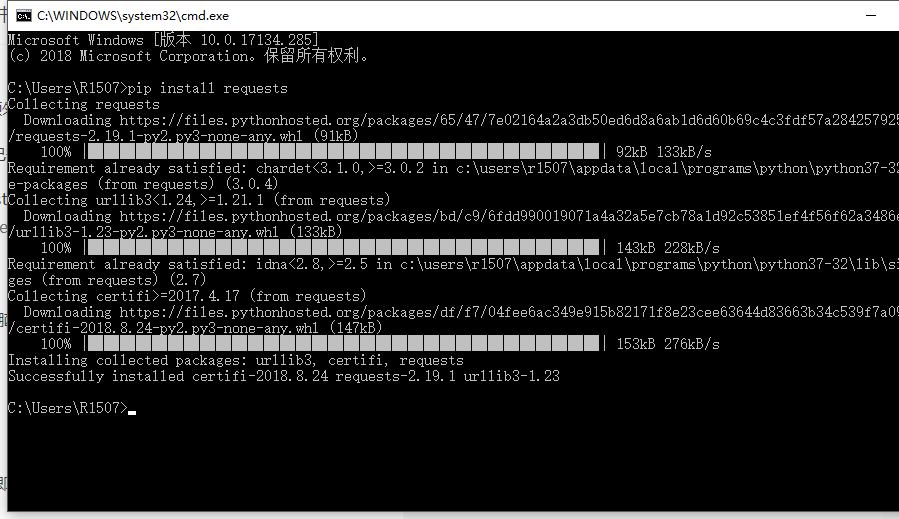 C:\WINDOWS\system32\cmd.exe
Microsoft Windows [版本 10.0.17134.285]
(c) 2018 Microsoft Corporation。保留所有权利。
C:\Users\R1507>pip install requests
Collecting requests
Downloading https://files.pythonhosted.org/packages/65/47/7e02164a2a3db50ed6d8a6ab1d6d60b69c4c3fdf57a284257925
/requests-2.19.1-py2.py3-none-any.whl (91kB)
100% |████████████████████████████████| 92kB 133kB/s
Requirement already satisfied: chardet<3.1.0,>=3.0.2 in c:\users\r1507\appdata\local\programs\python\python37-32
e-packages (from requests) (3.0.4)
Collecting urllib3<1.24,>=1.21.1 (from requests)
Downloading https://files.pythonhosted.org/packages/bd/c9/6fdd990019071a4a32a5e7cb78a1d92c53851ef4f56f62a3486e
/urllib3-1.23-py2.py3-none-any.whl (133kB)
100% |████████████████████████████████| 143kB 228kB/s
Requirement already satisfied: idna<2.8,>=2.5 in c:\users\r1507\appdata\local\programs\python\python37-32\lib\si
ges (from requests) (2.7)
Collecting certifi>=2017.4.17 (from requests)
Downloading https://files.pythonhosted.org/packages/df/f7/04fee6ac349e915b82171f8e23cee63644d83663b34c539f7a09
/certifi-2018.8.24-py2.py3-none-any.whl (147kB)
100% |████████████████████████████████| 153kB 276kB/s
Installing collected packages: urllib3, certifi, requests
Successfully installed certifi-2018.8.24 requests-2.19.1 urllib3-1.23
C:\Users\R1507>